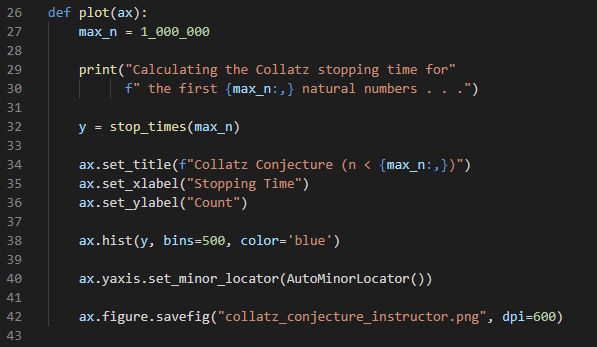 26 def plot(ax):
27     max_n = 1_000_000
28
29     print("Calculating the Collatz stopping time for"
30           f" the first {max_n:,} natural numbers . . .")
31
32     y = stop_times(max_n)
33
34     ax.set_title(f"Collatz Conjecture (n < {max_n:,})")
35     ax.set_xlabel("Stopping Time")
36     ax.set_ylabel("Count")
37
38     ax.hist(y, bins=500, color='blue')
39
40     ax.yaxis.set_minor_locator(AutoMinorLocator())
41
42     ax.figure.savefig("collatz_conjecture_instructor.png", dpi=600)
43